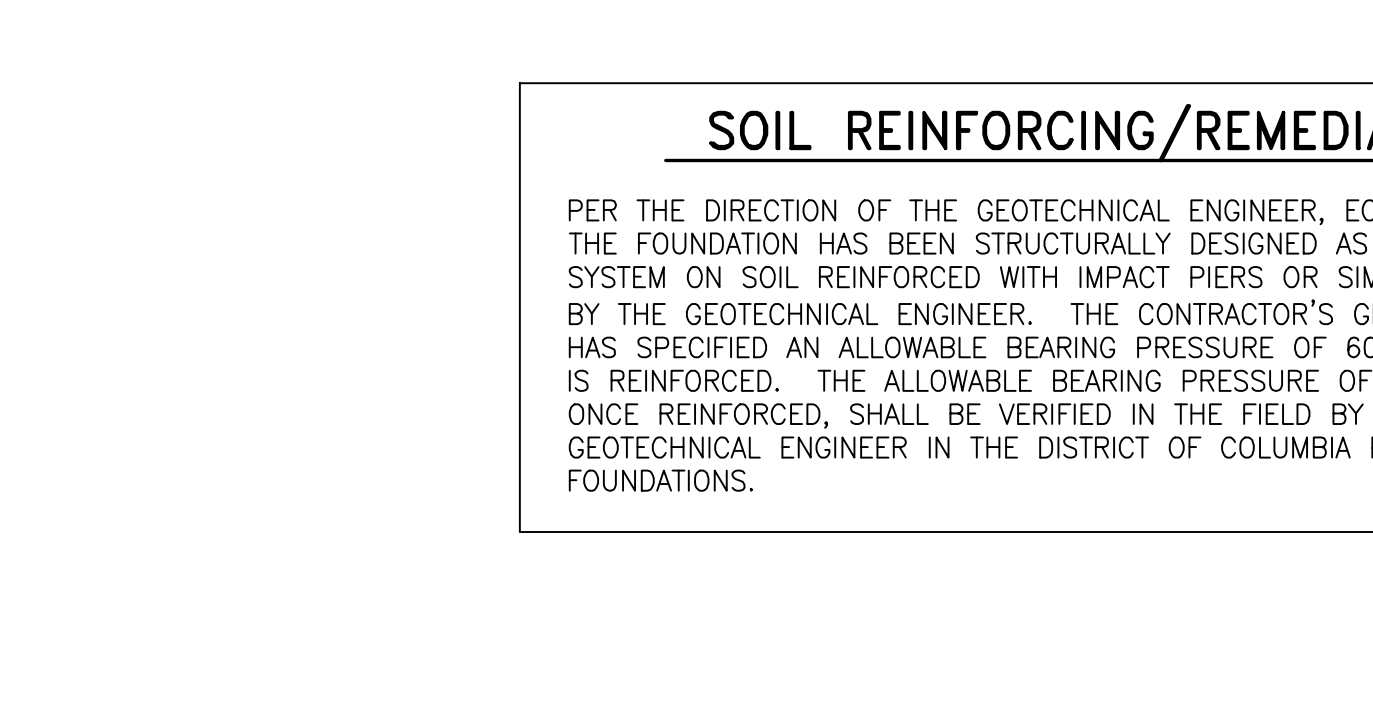 SOIL REINFORCING/REMEDIA
PER THE DIRECTION OF THE GEOTECHNICAL ENGINEER,
THE FOUNDATION HAS BEEN STRUCTURALLY DESIGNED AS
SYSTEM ON SOIL REINFORCED WITH IMPACT PIERS OR SIM
BY THE GEOTECHNICAL ENGINEER. THE CONTRACTOR'S
HAS SPECIFIED AN ALLOWABLE BEARING PRESSURE OF 60
IS REINFORCED. THE ALLOWABLE BEARING PRESSURE OF
ONCE REINFORCED, SHALL BE VERIFIED IN THE FIELD BY
GEOTECHNICAL ENGINEER IN THE DISTRICT OF COLUMBIA
FOUNDATIONS.